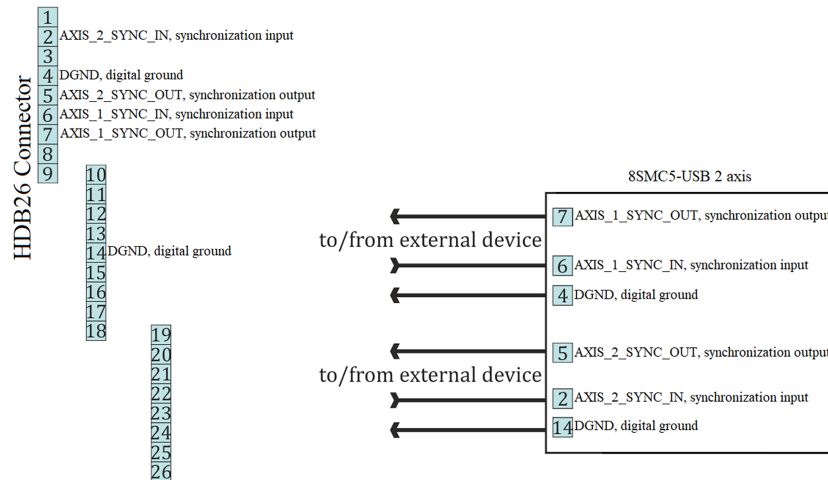 HDB26 Connector
1
2 AXIS_2_SYNC_IN, synchronization input
3
4 DGND, digital ground
5 AXIS_2_SYNC_OUT, synchronization output
6 AXIS_1_SYNC_IN, synchronization input
7 AXIS_1_SYNC_OUT, synchronization output
8
9
10
11
12
13
14 DGND, digital ground
15
16
17
18
19
20
21
22
23
24
25
26
8SMC5-USB 2 axis
7 AXIS_1_SYNC_OUT, synchronization output
to/from external device
6 AXIS_1_SYNC_IN, synchronization input
4 DGND, digital ground
5 AXIS_2_SYNC_OUT, synchronization output
to/from external device
2 AXIS_2_SYNC_IN, synchronization input
14 DGND, digital ground